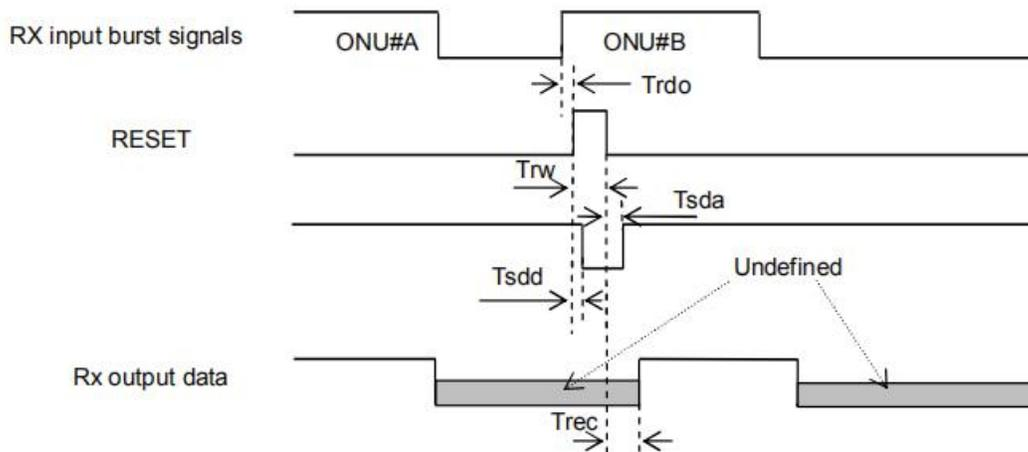 RX input burst signals
ONU#A
ONU#B
Trdo
RESET
Trw
Tsda
Tsdd
Undefined
Rx output data
Trec